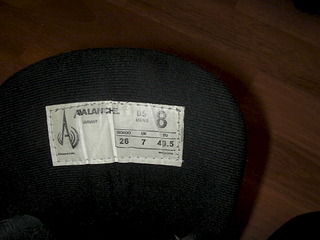 AVALANCHE
US
MENS
8
MONDO UK EU
26 7 40.5